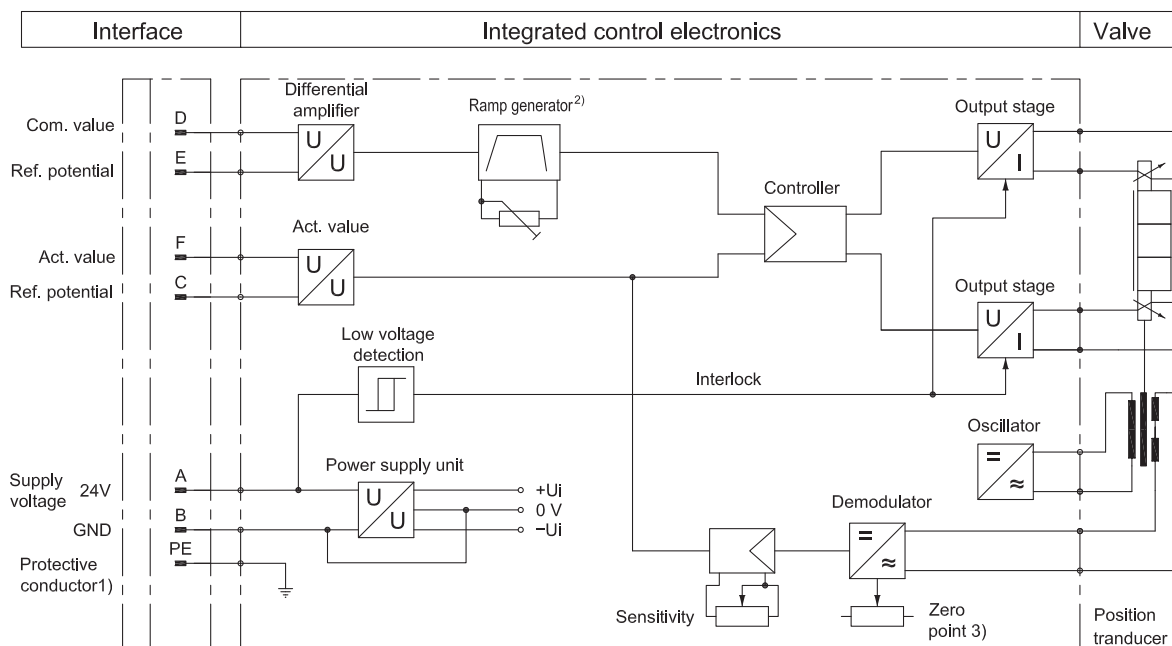 Interface
Integrated control electronics
Valve
Differential
amplifier
Ramp generator2)
Output stage
Com. value
D
U
U
U
I
Ref. potential
E
Controller
Act. value
Act. value
F
U
U
Ref. potential
C
Output stage
U
I
Low voltage
detection
Interlock
Oscillator
=
≈
Supply
voltage
24V
A
Power supply unit
U
U
+Ui
0 V
–Ui
GND
B
Demodulator
=
≈
PE
Protective
conductor1)
Sensitivity
Zero
point 3)
Position
tranducer